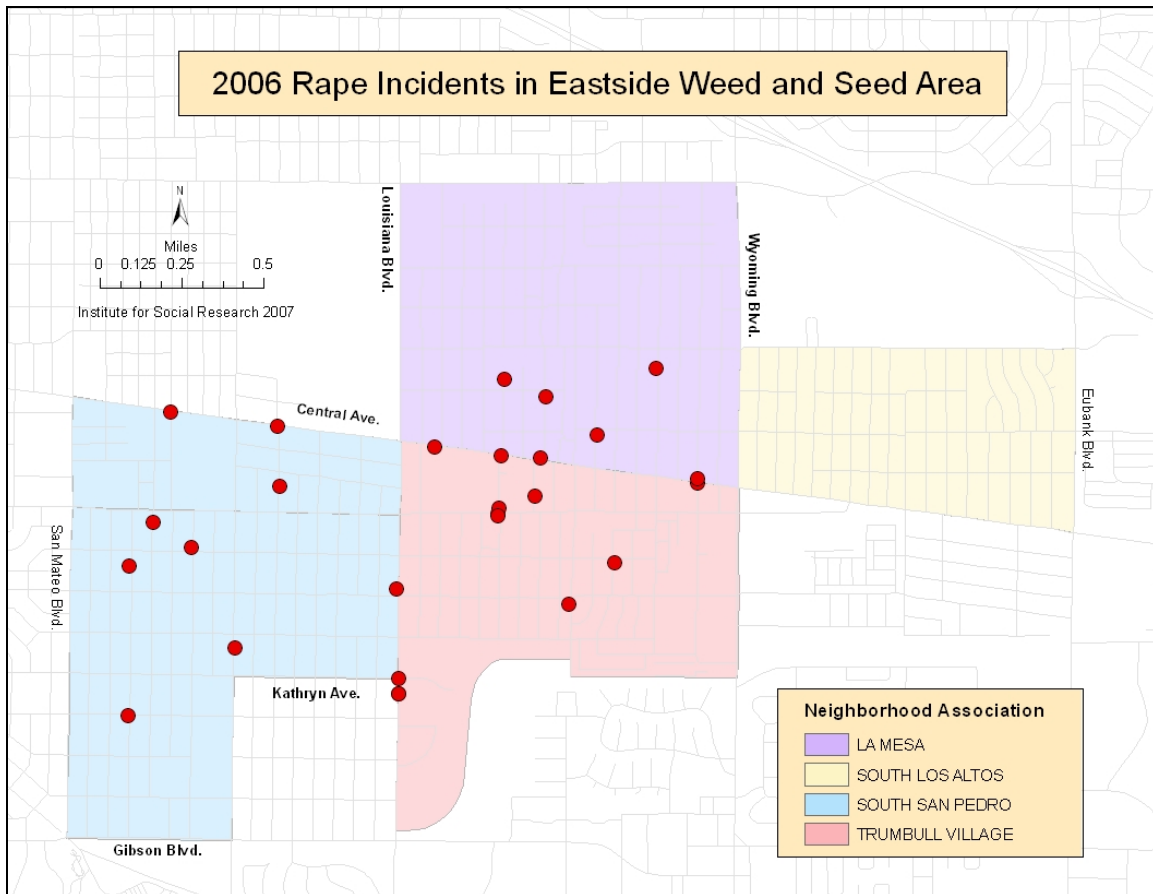 2006 Rape Incidents in Eastside Weed and Seed Area
N
Miles
0 0.125 0.25 0.5
Institute for Social Research 2007
Louisiana Blvd.
Wyoming Blvd.
Central Ave.
Eubank Blvd.
San Mateo Blvd.
Kathryn Ave.
Gibson Blvd.
Neighborhood Association
LA MESA
SOUTH LOS ALTOS
SOUTH SAN PEDRO
TRUMBULL VILLAGE